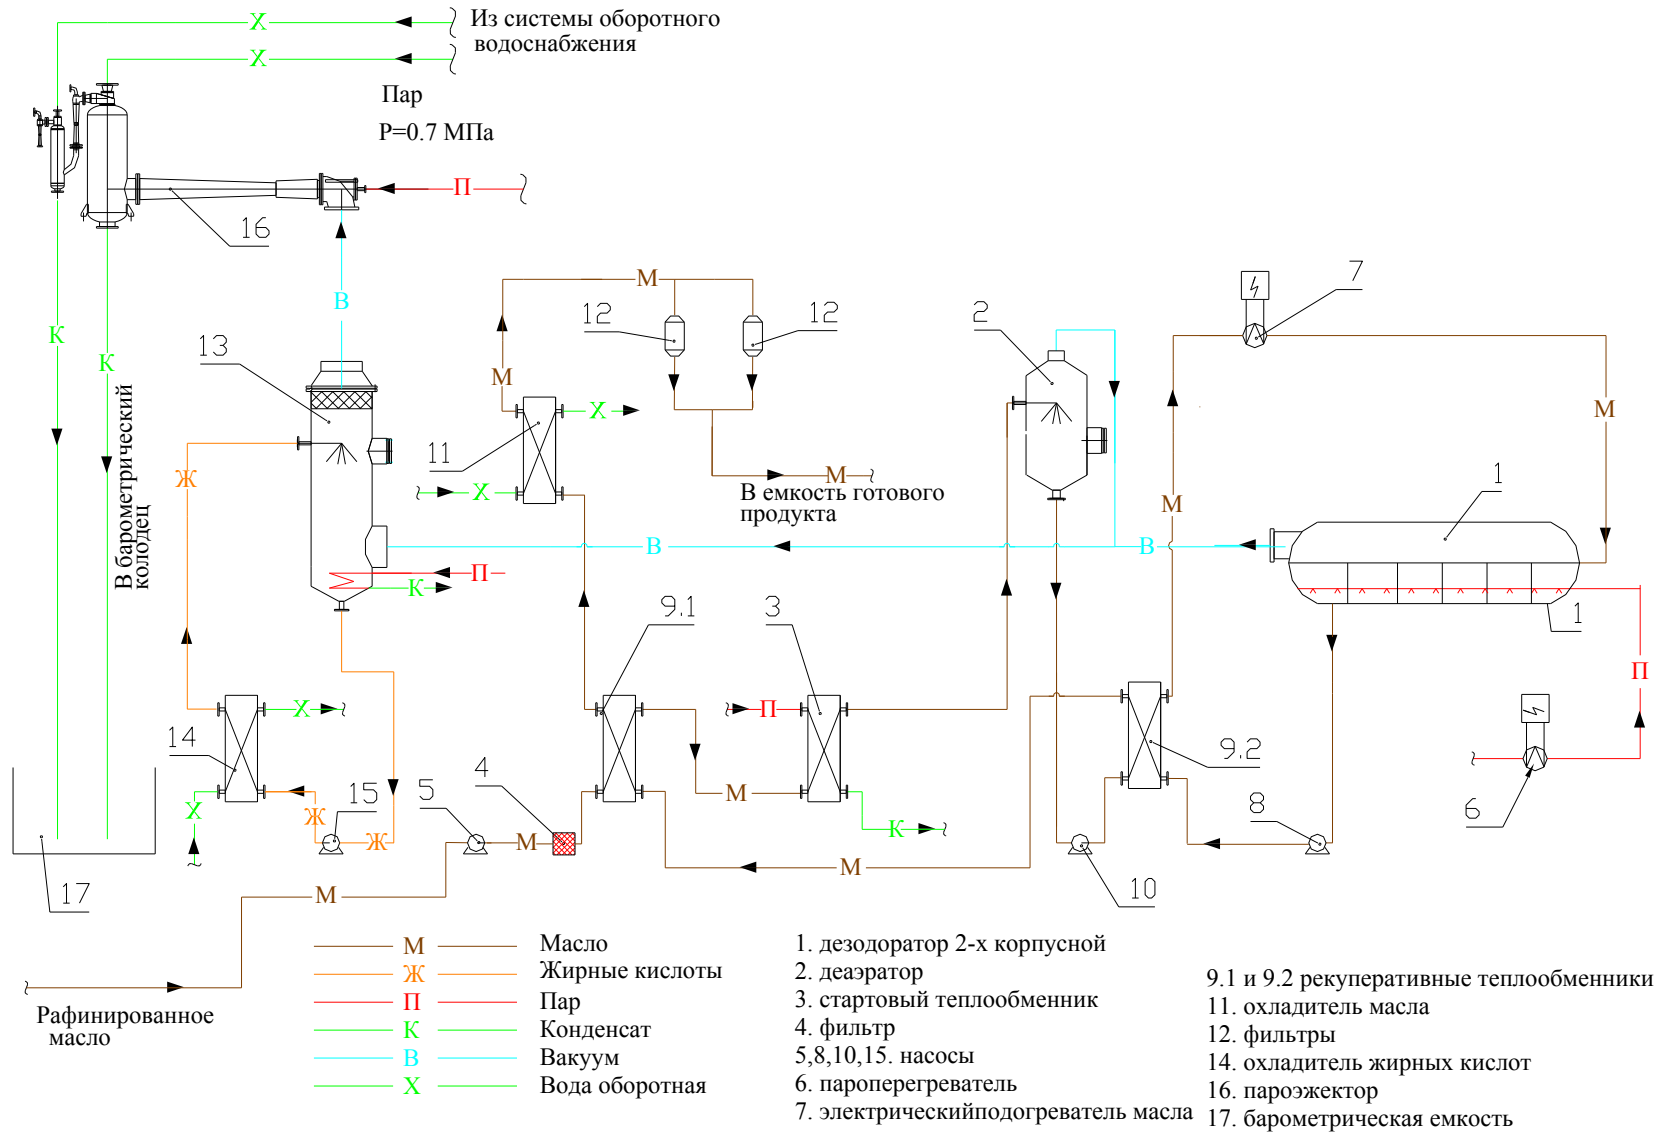 Х
Из системы оборотного
водоснабжения
Х
Пар
P=0.7 МПа
П
16
В
К
К
13
В барометрический
колодец
Ж
М
12
12
М
Х
11
Х
М
В емкость готового
продукта
2
7
М
М
1
В
В
П
К
9.1
3
1
П
Х
14
Х
Ж
15
Ж
17
5
М
4
М
П
К
М
9.2
8
6
10
М
Рафинированное
масло
М Масло
Ж Жирные кислоты
П Пар
К Конденсат
В Вакуум
Х Вода оборотная
1. дезодоратор 2-х корпусной
2. деаэратор
3. стартовый теплообменник
4. фильтр
5,8,10,15. насосы
6. пароперегреватель
7. электрическийподогреватель масла
9.1 и 9.2 рекуперативные теплообменники
11. охладитель масла
12. фильтры
14. охладитель жирных кислот
16. пароэжектор
17. барометрическая емкость